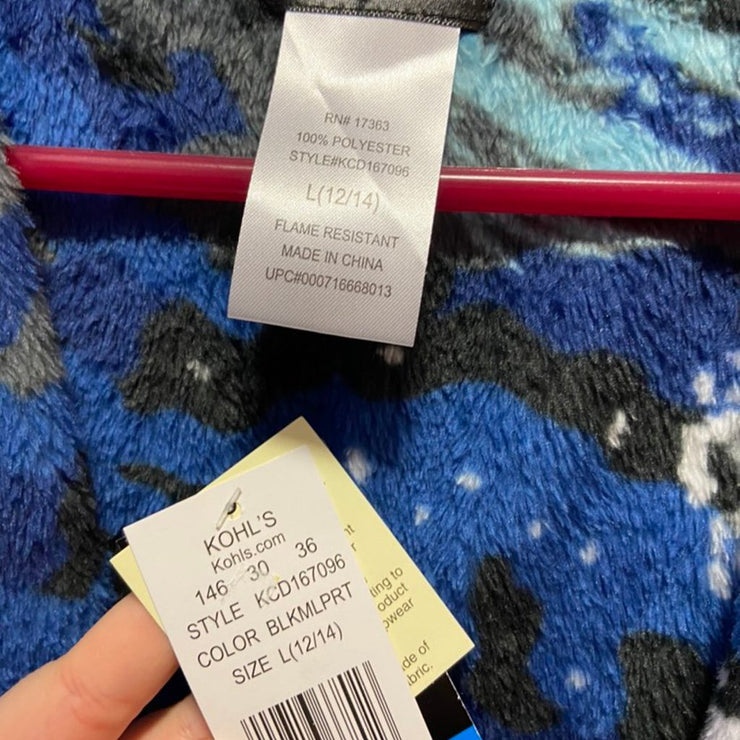 RN# 17363
100% POLYESTER
STYLE#KCD167096
L(12/14)
FLAME RESISTANT
MADE IN CHINA
UPC#000716668013
KOHL'S
Kohls.com
146 30 36
STYLE KCD167096
COLOR BLKMLPRT
SIZE L(12/14)